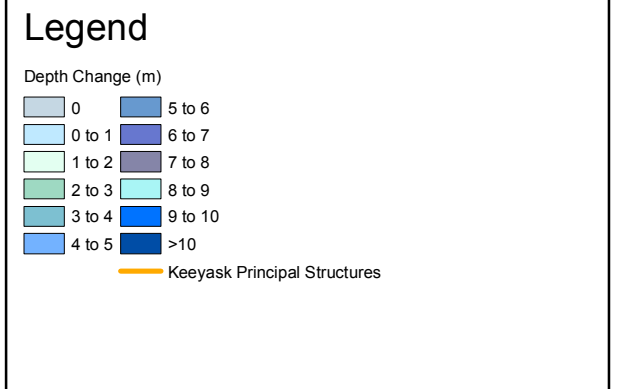 Legend
Depth Change (m)
0
0 to 1
1 to 2
2 to 3
3 to 4
4 to 5
5 to 6
6 to 7
7 to 8
8 to 9
9 to 10
>10
Keeyask Principal Structures